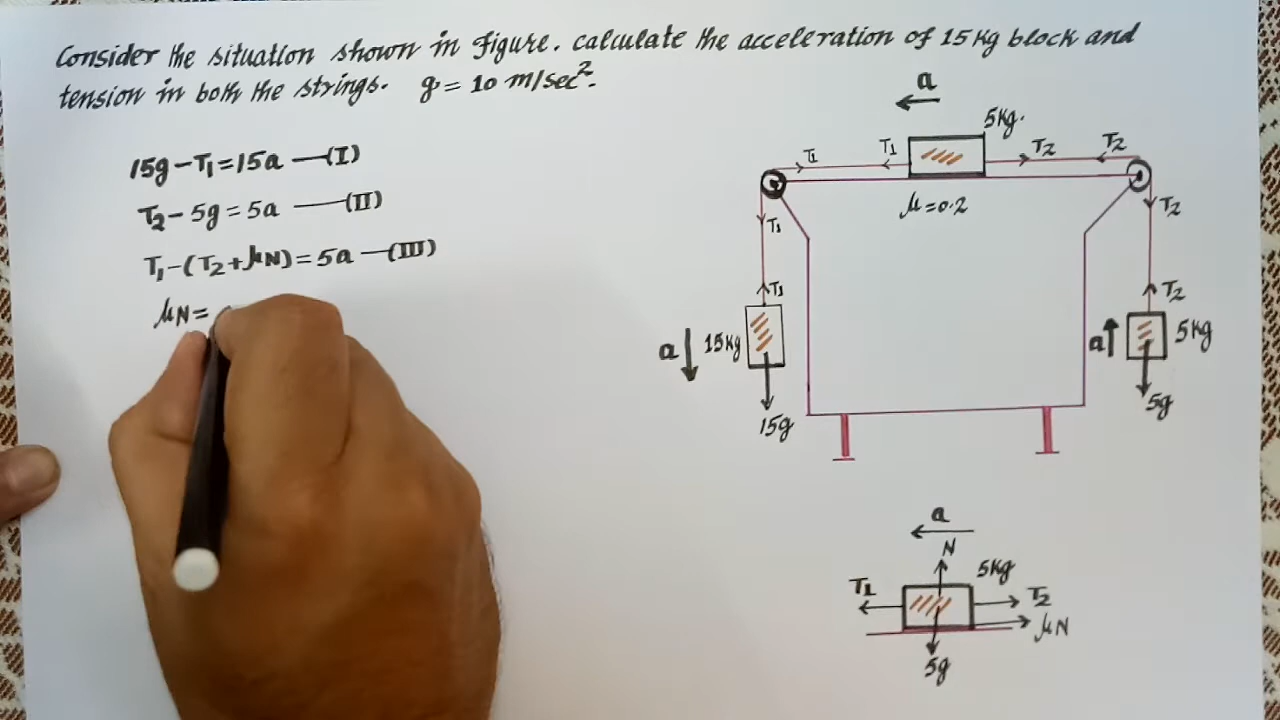 Consider the situation shown in figure. calculate the acceleration of 15 Kg block and
tension in both the strings. g = 10 m/sec².
15g-T₁=15a —(I)
T₂-5g=5a —(II)
T₁-(T₂+μN)=5a —(III)
μN=
a
5Kg.
T₁
T₁
T₂
T₂
μ=0.2
T₁
T₂
T₁
T₂
a
15Kg
a
5Kg
15g
5g
a
N
5Kg
T₁
T₂
μN
5g